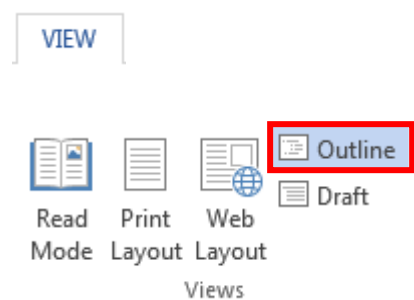 VIEW
Outline
Draft
Read Print Web
Mode Layout Layout
Views